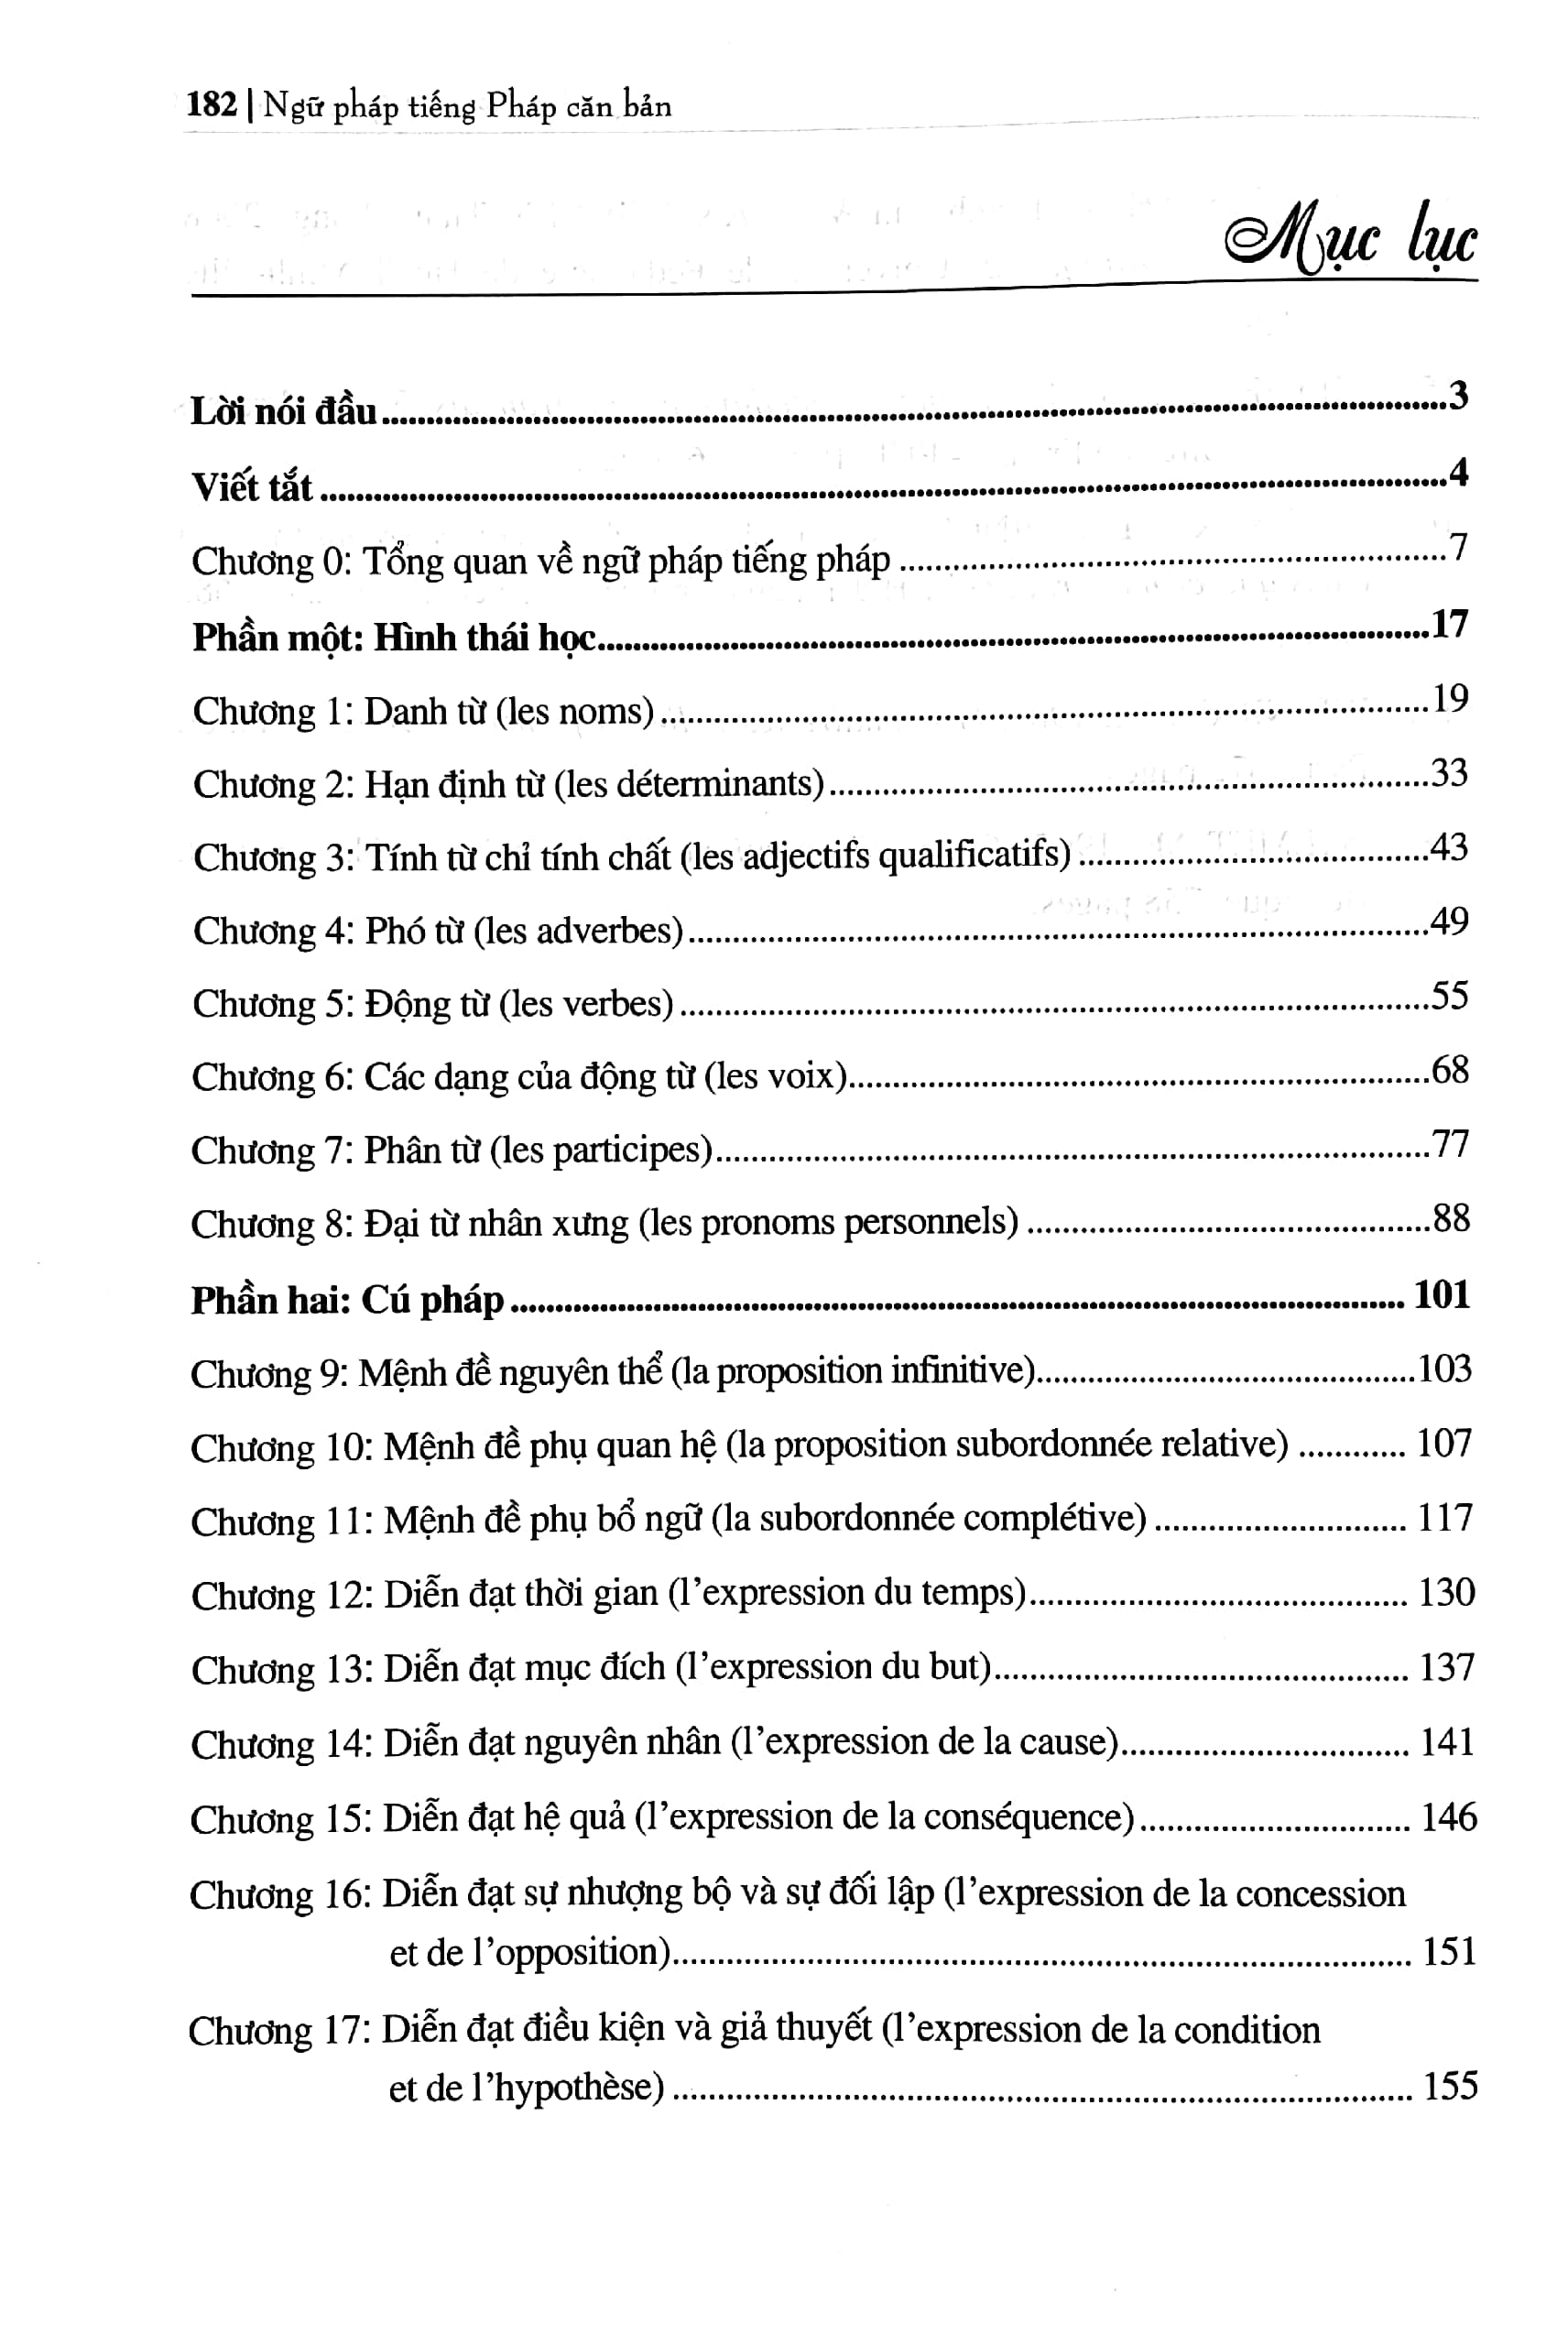 182 | Ngữ pháp tiếng Pháp căn bản
Mục lục
Lời nói đầu........................3
Viết tắt........................4
Chương 0: Tổng quan về ngữ pháp tiếng pháp........................7
Phần một: Hình thái học........................17
Chương 1: Danh từ (les noms)........................19
Chương 2: Hạn định từ (les déterminants)........................33
Chương 3: Tính từ chỉ tính chất (les adjectifs qualificatifs)........................43
Chương 4: Phó từ (les adverbes)........................49
Chương 5: Động từ (les verbes)........................55
Chương 6: Các dạng của động từ (les voix)........................68
Chương 7: Phân từ (les participes)........................77
Chương 8: Đại từ nhân xưng (les pronoms personnels)........................88
Phần hai: Cú pháp........................101
Chương 9: Mệnh đề nguyên thể (la proposition infinitive)........................103
Chương 10: Mệnh đề phụ quan hệ (la proposition subordonnée relative)............107
Chương 11: Mệnh đề phụ bổ ngữ (la subordonnée complétive)........................117
Chương 12: Diễn đạt thời gian (l’expression du temps)........................130
Chương 13: Diễn đạt mục đích (l’expression du but)........................137
Chương 14: Diễn đạt nguyên nhân (l’expression de la cause)........................141
Chương 15: Diễn đạt hệ quả (l’expression de la conséquence)........................146
Chương 16: Diễn đạt sự nhượng bộ và sự đối lập (l’expression de la concession
et de l’opposition)........................151
Chương 17: Diễn đạt điều kiện và giả thuyết (l’expression de la condition
et de l’hypothèse)........................155